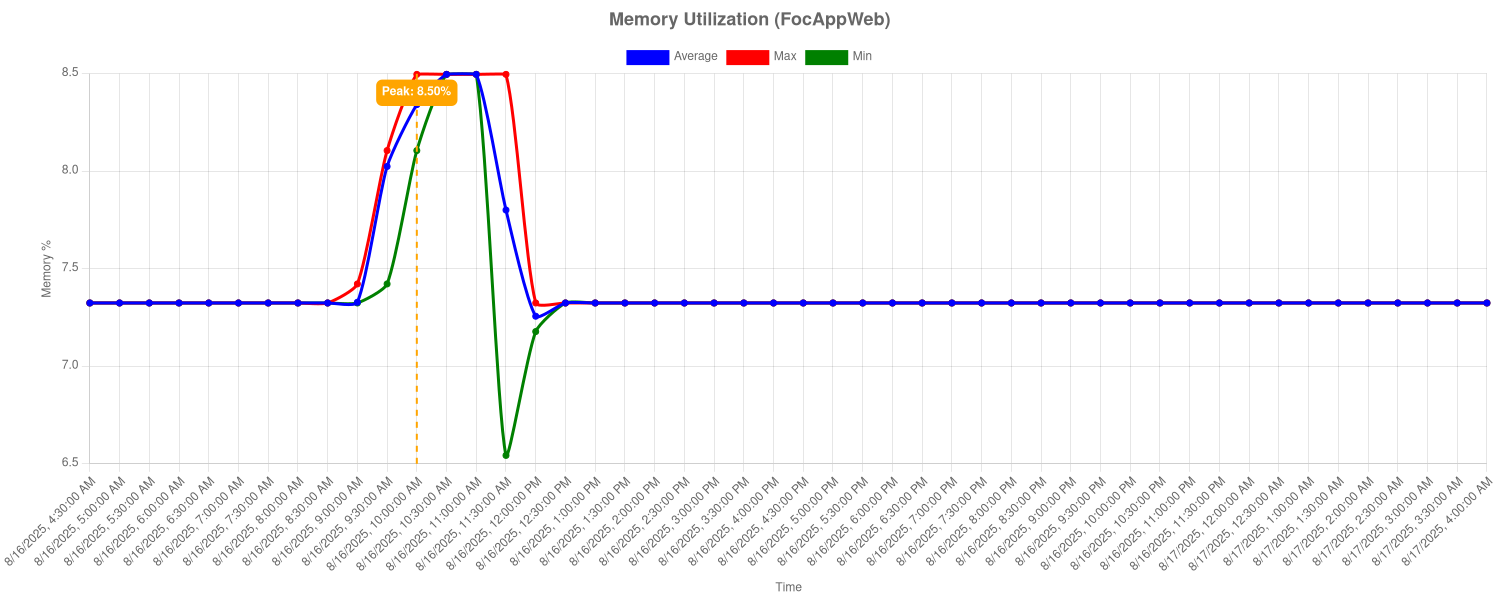 Memory Utilization (FocAppWeb)
Average Max Min
8.5
Peak: 8.50%
8.0
7.5
Memory %
7.0
6.5
8/16/2025, 4:30:00 AM
8/16/2025, 5:00:00 AM
8/16/2025, 5:30:00 AM
8/16/2025, 6:00:00 AM
8/16/2025, 6:30:00 AM
8/16/2025, 7:00:00 AM
8/16/2025, 7:30:00 AM
8/16/2025, 8:00:00 AM
8/16/2025, 8:30:00 AM
8/16/2025, 9:00:00 AM
8/16/2025, 9:30:00 AM
8/16/2025, 10:00:00 AM
8/16/2025, 10:30:00 AM
8/16/2025, 11:00:00 AM
8/16/2025, 11:30:00 AM
8/16/2025, 12:00:00 PM
8/16/2025, 12:30:00 PM
8/16/2025, 1:00:00 PM
8/16/2025, 1:30:00 PM
8/16/2025, 2:00:00 PM
8/16/2025, 2:30:00 PM
8/16/2025, 3:00:00 PM
8/16/2025, 3:30:00 PM
8/16/2025, 4:00:00 PM
8/16/2025, 4:30:00 PM
8/16/2025, 5:00:00 PM
8/16/2025, 5:30:00 PM
8/16/2025, 6:00:00 PM
8/16/2025, 6:30:00 PM
8/16/2025, 7:00:00 PM
8/16/2025, 7:30:00 PM
8/16/2025, 8:00:00 PM
8/16/2025, 8:30:00 PM
8/16/2025, 9:00:00 PM
8/16/2025, 9:30:00 PM
8/16/2025, 10:00:00 PM
8/16/2025, 10:30:00 PM
8/16/2025, 11:00:00 PM
8/16/2025, 11:30:00 PM
8/17/2025, 12:00:00 AM
8/17/2025, 12:30:00 AM
8/17/2025, 1:00:00 AM
8/17/2025, 1:30:00 AM
8/17/2025, 2:00:00 AM
8/17/2025, 2:30:00 AM
8/17/2025, 3:00:00 AM
8/17/2025, 3:30:00 AM
8/17/2025, 4:00:00 AM
Time